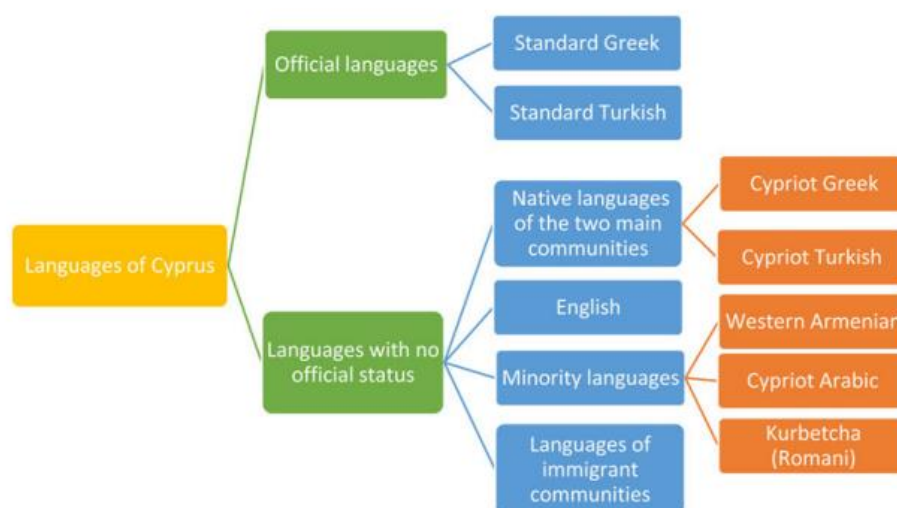 Languages of Cyprus
Official languages
Standard Greek
Standard Turkish
Languages with no
official status
Native languages
of the two main
communities
Cypriot Greek
Cypriot Turkish
English
Minority languages
Western Armenian
Cypriot Arabic
Kurbetcha
(Romani)
Languages of
immigrant
communities